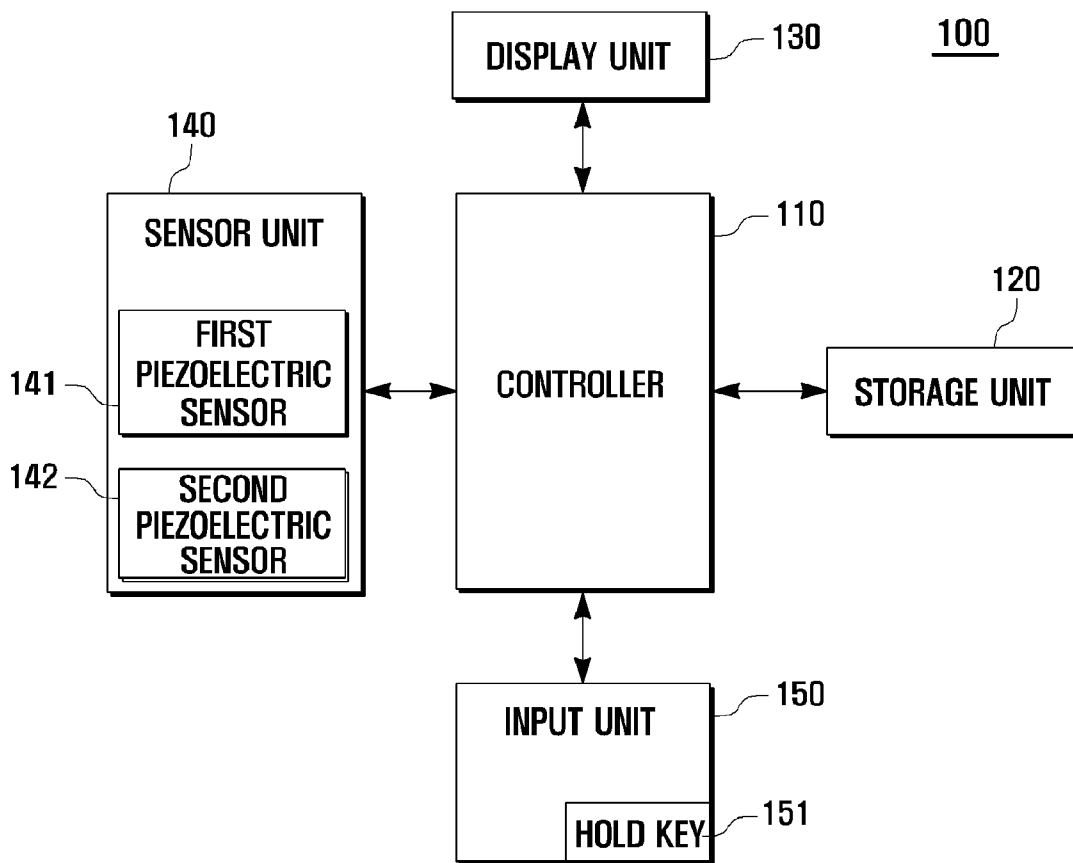 DISPLAY UNIT
130
100
140
SENSOR UNIT
110
120
FIRST
PIEZOELECTRIC
SENSOR
141
CONTROLLER
STORAGE UNIT
142
SECOND
PIEZOELECTRIC
SENSOR
150
INPUT UNIT
151
HOLD KEY